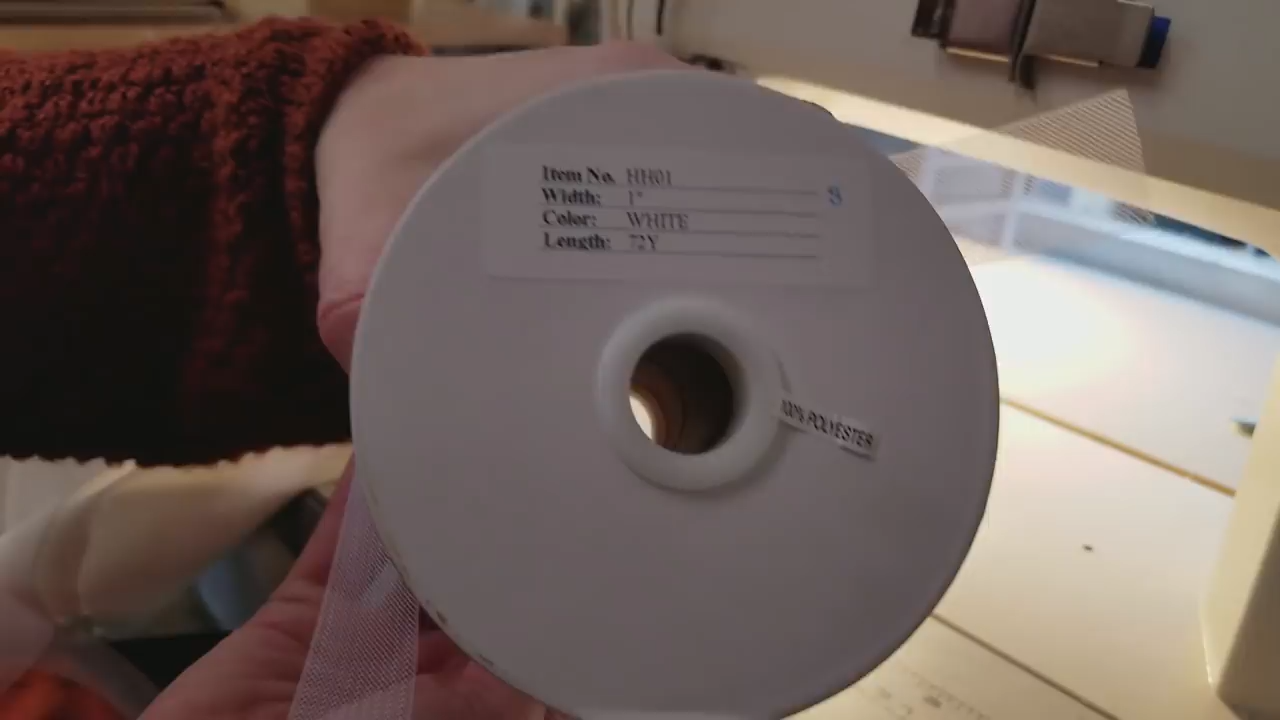 Item No. HH01
Width: 1"
Color: WHITE
Length: 72Y
100% POLYESTER